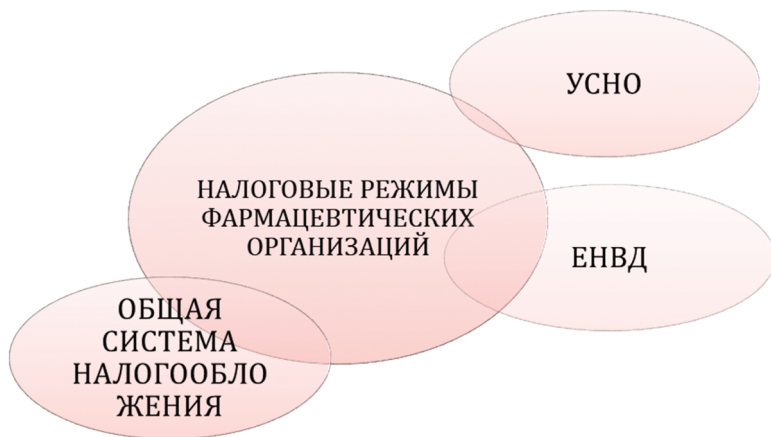 УСНО
НАЛОГОВЫЕ РЕЖИМЫ
ФАРМАЦЕВТИЧЕСКИХ
ОРГАНИЗАЦИЙ
ЕНВД
ОБЩАЯ
СИСТЕМА
НАЛОГООБЛО
ЖЕНИЯ